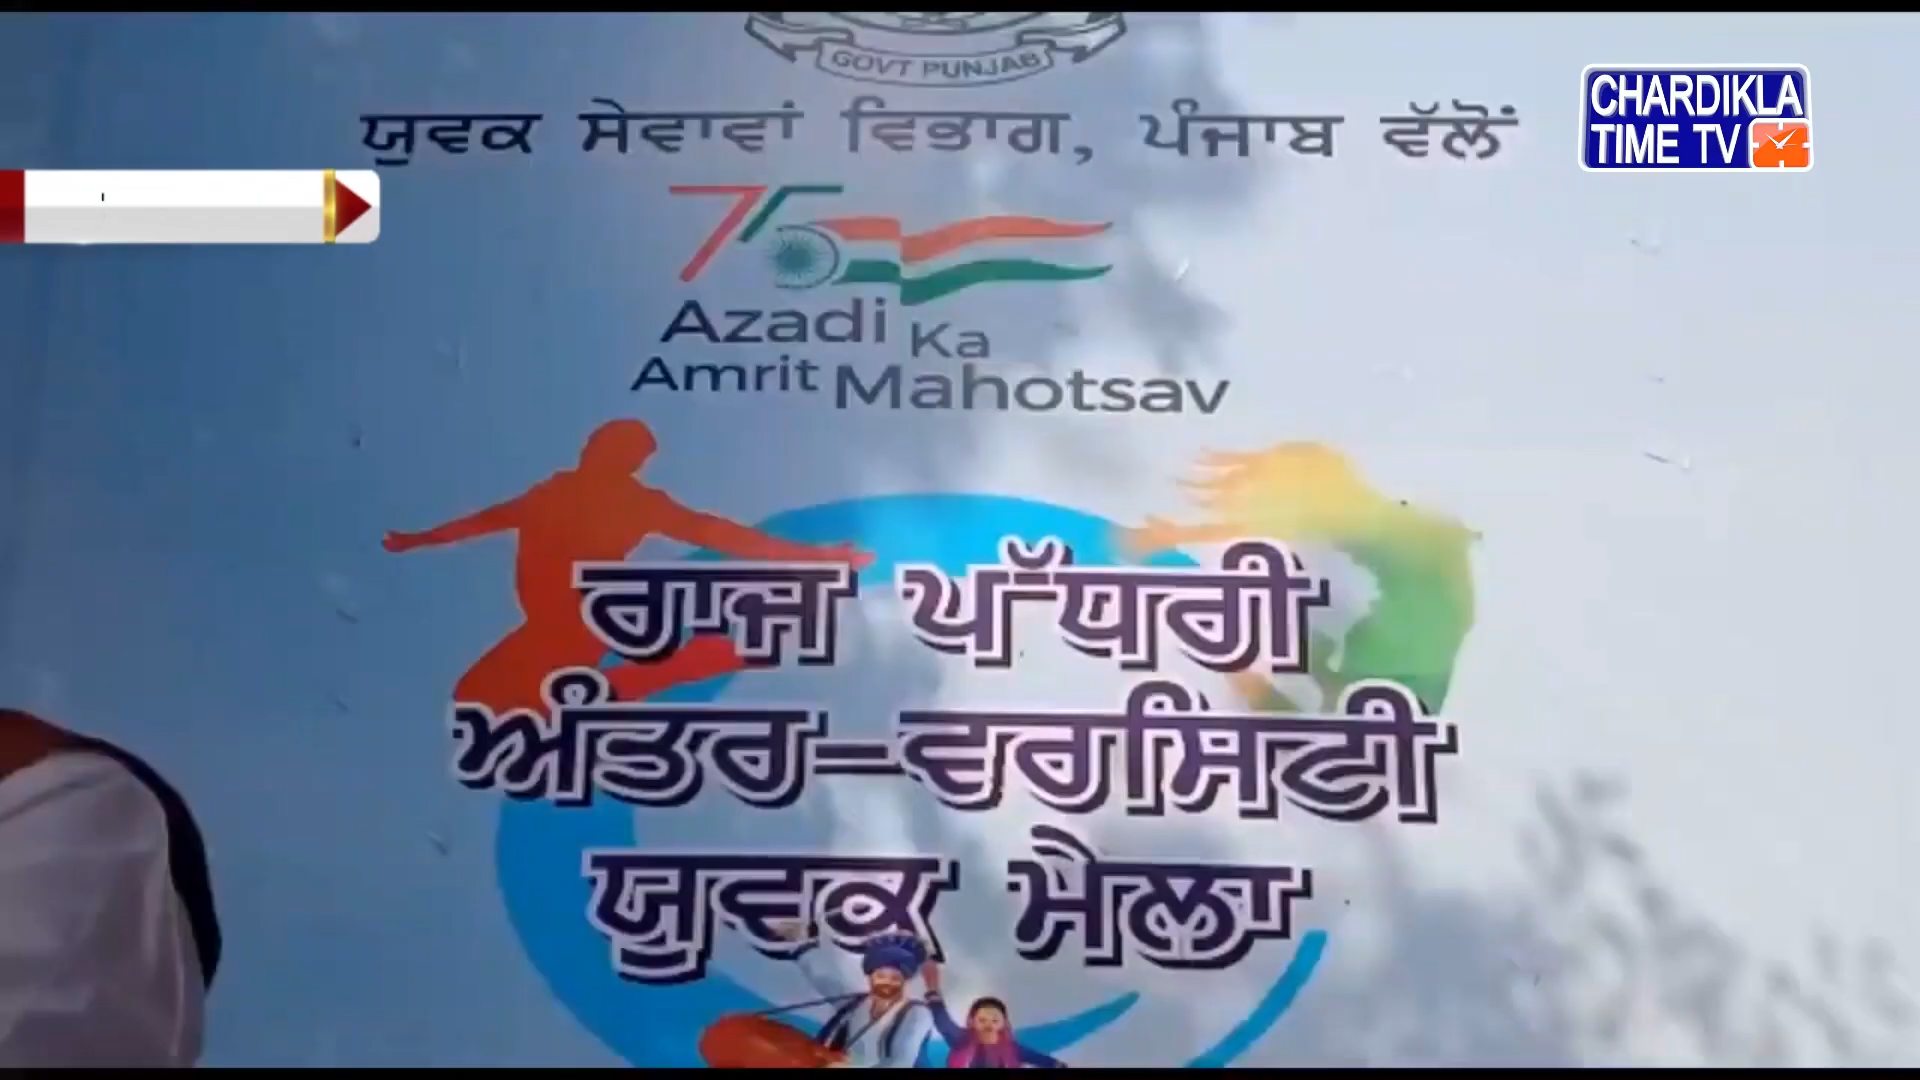 GOVT PUNJAB
ਯੁਵਕ ਸੇਵਾਵਾਂ ਵਿਭਾਗ, ਪੰਜਾਬ ਵੱਲੋਂ
CHARDIKLA
TIME TV
75
Azadi Ka
Amrit Mahotsav
ਰਾਜ ਪੱਧਰੀ
ਅੰਤਰ-ਵਰਸਿਟੀ
ਯੁਵਕ ਮੇਲਾ